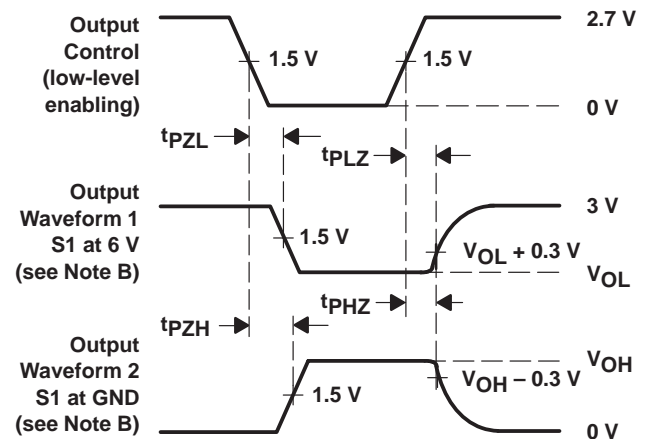 Output
Control
(low-level
enabling)
2.7 V
1.5 V
1.5 V
0 V
tPZL
tPLZ
Output
Waveform 1
S1 at 6 V
(see Note B)
3 V
1.5 V
VOL + 0.3 V
VOL
tPHZ
tPZH
Output
Waveform 2
S1 at GND
(see Note B)
VOH
VOH − 0.3 V
1.5 V
0 V